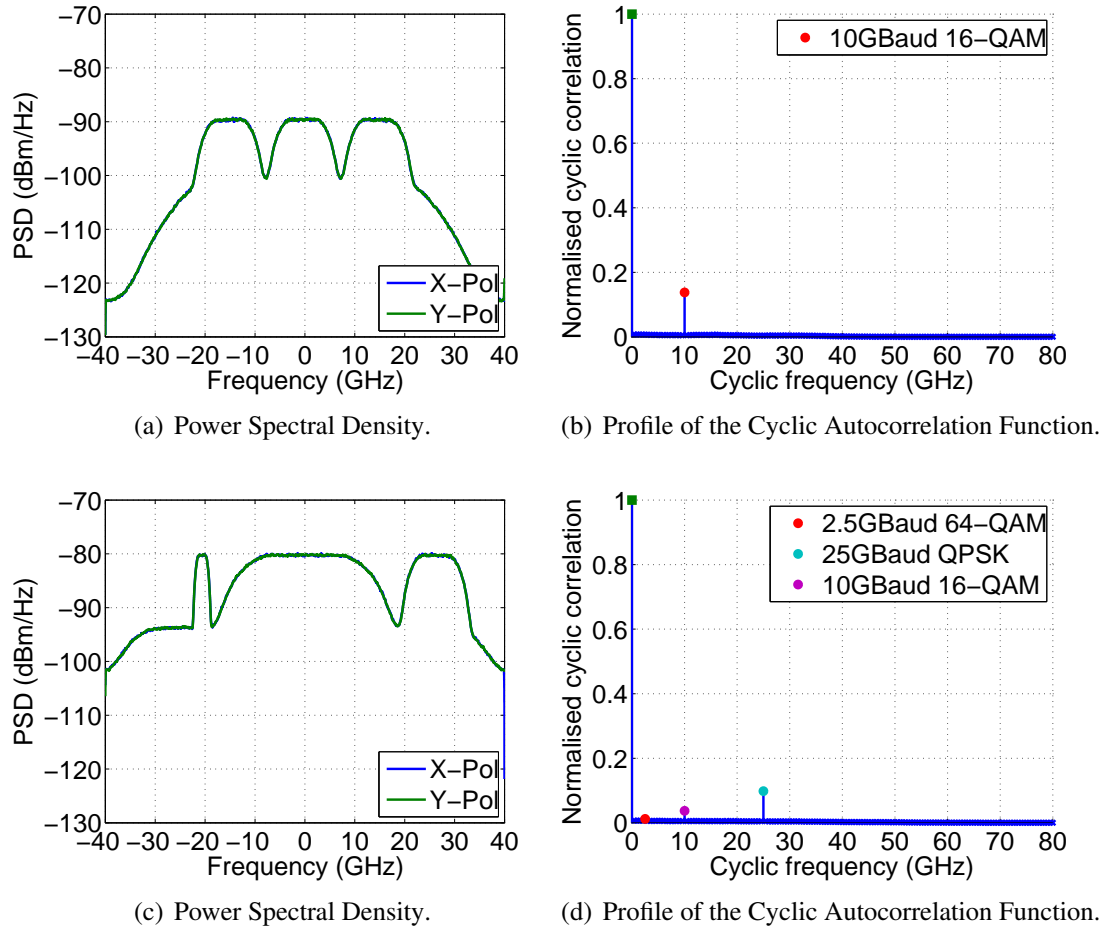 −70
−80
−90
−100
−110
−120
−130
−40 −30 −20 −10 0 10 20 30 40
PSD (dBm/Hz)
Frequency (GHz)
X−Pol
Y−Pol
(a) Power Spectral Density.
1
0.8
0.6
0.4
0.2
0
0 10 20 30 40 50 60 70 80
Normalised cyclic correlation
Cyclic frequency (GHz)
10GBaud 16−QAM
(b) Profile of the Cyclic Autocorrelation Function.
−70
−80
−90
−100
−110
−120
−130
−40 −30 −20 −10 0 10 20 30 40
PSD (dBm/Hz)
Frequency (GHz)
X−Pol
Y−Pol
(c) Power Spectral Density.
1
0.8
0.6
0.4
0.2
0
0 10 20 30 40 50 60 70 80
Normalised cyclic correlation
Cyclic frequency (GHz)
2.5GBaud 64−QAM
25GBaud QPSK
10GBaud 16−QAM
(d) Profile of the Cyclic Autocorrelation Function.